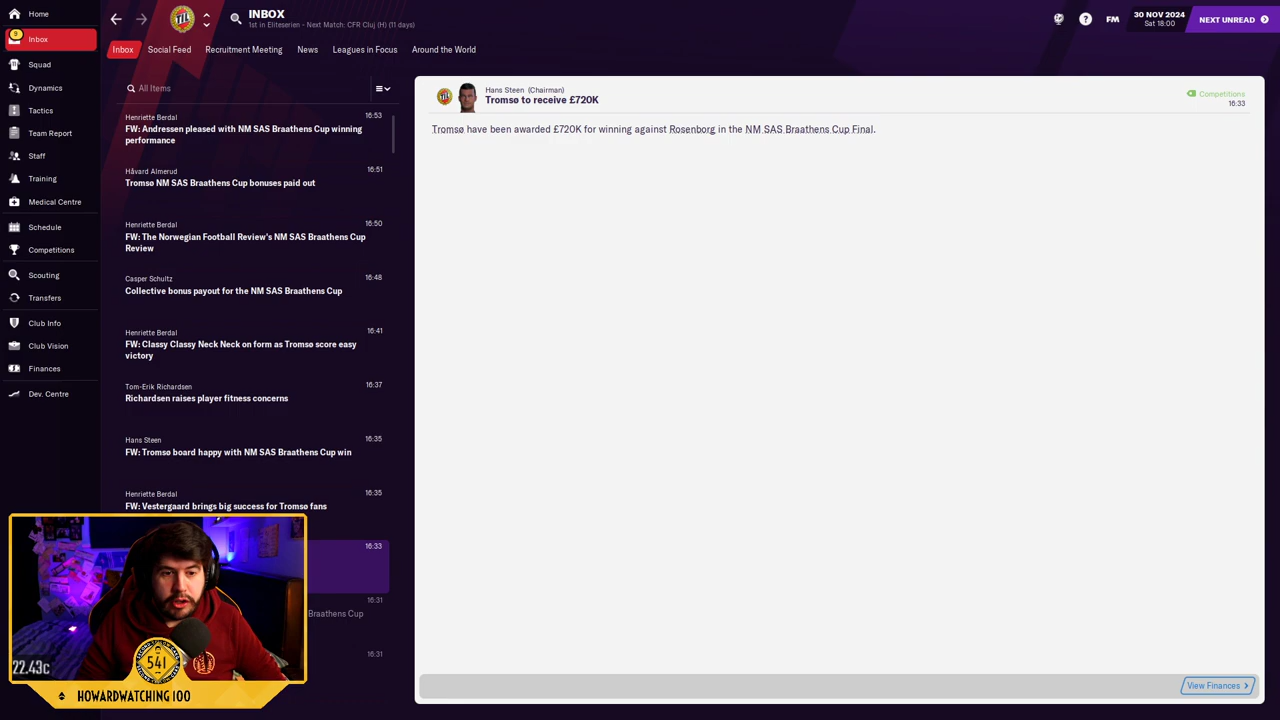 Home
INBOX
1st in Eliteserien - Next Match: CFR Cluj (H) (11 days)
FM
30 NOV 2024
Sat 18:00
NEXT UNREAD
9
Inbox
Squad
Dynamics
Tactics
Team Report
Staff
Training
Medical Centre
Schedule
Competitions
Scouting
Transfers
Club Info
Club Vision
Finances
Dev. Centre
Inbox Social Feed Recruitment Meeting News Leagues in Focus Around the World
All Items
Henriette Berdal 16:53
FW: Andressen pleased with NM SAS Braathens Cup winning
performance
Håvard Almerud 16:51
Tromsø NM SAS Braathens Cup bonuses paid out
Henriette Berdal 16:50
FW: The Norwegian Football Review's NM SAS Braathens Cup
Review
Casper Schultz 16:48
Collective bonus payout for the NM SAS Braathens Cup
Henriette Berdal 16:41
FW: Classy Classy Neck Neck on form as Tromsø score easy
victory
Tom-Erik Richardsen 16:37
Richardsen raises player fitness concerns
Hans Steen 16:35
FW: Tromsø board happy with NM SAS Braathens Cup win
Henriette Berdal 16:35
FW: Vestergaard brings big success for Tromsø fans
16:33
16:31
Braathens Cup
16:31
Hans Steen (Chairman)
Tromsø to receive £720K
Competitions
16:33
Tromsø have been awarded £720K for winning against Rosenborg in the NM SAS Braathens Cup Final.
View Finances
22.43c
541
HOWARDWATCHING 100